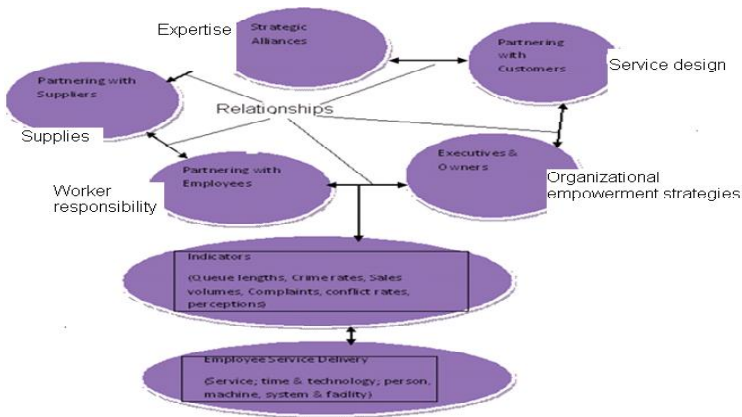 Expertise
Strategic
Alliances
Partnering
with
Customers
Service design
Partnering with
Suppliers
Relationships
Supplies
Partnering with
Employees
Executives &
Owners
Worker
responsibility
Organizational
empowerment strategies
Indicators
(Queue lengths, Crime rates, Sales
volumes, Complaints, conflict rates,
perceptions)
Employee Service Delivery
(Service; time & technology; person,
machine, system & facility)